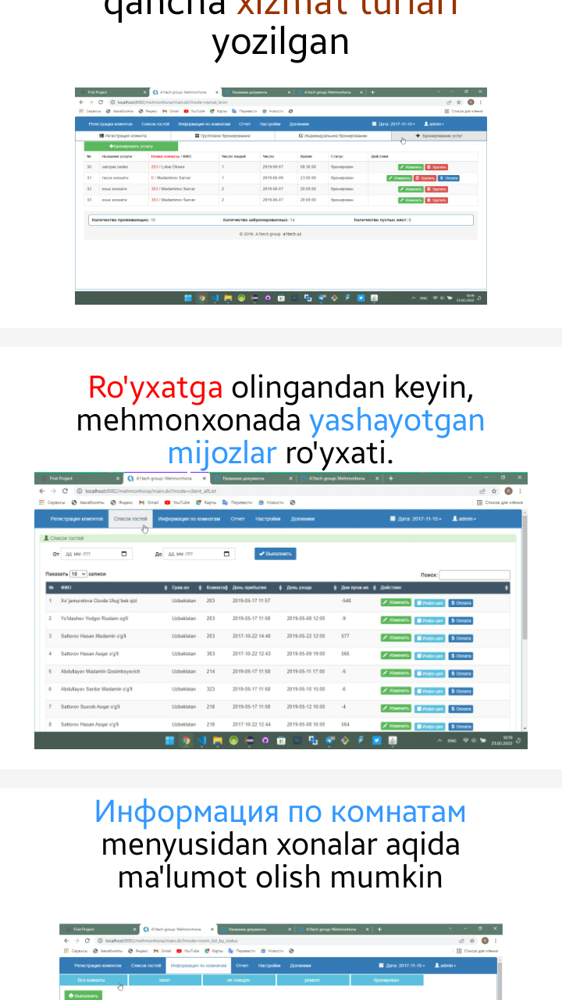 qancha xizmat turlari
yozilgan
First Project A'ltech group: Mehmonhona Название документа A'ltech group: Mehmonhona
localhost:8082/mehmonhona/main.do?mode=xizmat_bron
Сервисы Авиабилеты Яндекс Gmail YouTube Карты Перевести Новости Список для чтения
Регистрация клиентов Список гостей Информация по комнатам Отчет Настройки Должники Дата: 2017-11-15 admin
Регистрация клиента Групповое бронирование Индивидуальное бронирование Бронирование услуг
Бронировать услугу
№ Название услуги Номер комнаты / ФИО Число людей Число Время Статус Действие
30 203 / Lobar Dilnora 1 2019-06-07 08:30:00 бронирован Изменить Удалить
31 такси хизмати 0 / Madaminov Sarvar 1 2019-06-09 23:00:00 бронирован Изменить Удалить Оплата
32 хона хизмати 303 / Madaminov Sarvar 2 2019-06-07 20:00:00 бронирован Изменить Удалить
33 хона хизмати 303 / Madaminov Sarvar 2 2019-06-07 20:00:00 бронирован Изменить Удалить
Количество проживающих: 10 Количество забронированных: 14 Количество пустых мест: 8
© 2016 A'ltech group a1tech.uz
ENG 10:19
23.02.2022
Ro'yxatga olingandan keyin,
mehmonxonada yashayotgan
mijozlar ro'yxati.
First Project A'ltech group: Mehmonhona Название документа A'ltech group: Mehmonhona
localhost:8082/mehmonhona/main.do?mode=client_allList
Сервисы Авиабилеты Яндекс Gmail YouTube Карты Перевести Новости Список для чтения
Регистрация клиентов Список гостей Информация по комнатам Отчет Настройки Должники Дата: 2017-11-15 admin
Список гостей
От ДД.ММ.ГГГГ До ДД.ММ.ГГГГ Выполнить
Показать 10 записи Поиск:
№ ФИО Граж-во Комната День прибытия День ухода Дни прож-ия Действие
1 Xo`jamurotova Ozoda Ulug`bek qizi Uzbekistan 203 2019-05-17 11:57 -548 Изменить Инфо-ция Оплата
2 Yo'ldashev Yodgor Rustam og'li Uzbekistan 203 2019-05-17 11:58 2019-05-08 12:00 -9 Изменить Инфо-ция Оплата
3 Sattorov Hasan Madamin o'g'li Uzbekistan 203 2017-10-22 14:40 2019-05-22 12:00 577 Изменить Инфо-ция Оплата
4 Sattorov Hasan Asqar o'g'li Uzbekistan 303 2017-10-22 12:43 2019-05-09 19:00 565 Изменить Инфо-ция Оплата
5 Abdullayev Madamin Qosimboyevich Uzbekistan 214 2019-05-17 11:58 2019-05-11 17:00 -5 Изменить Инфо-ция Оплата
6 Abdullayev Sardor Madamin o'g'li Uzbekistan 323 2019-05-17 11:58 2019-05-10 15:00 -6 Изменить Инфо-ция Оплата
7 Sattorov Suxrob Asqar o'g'li Uzbekistan 218 2019-05-17 11:58 2019-05-12 16:00 -4 Изменить Инфо-ция Оплата
8 Sattorov Hasan Asqar o'g'li Uzbekistan 218 2017-10-22 12:44 2019-05-08 16:00 564 Изменить Инфо-ция Оплата
ENG 10:19
23.02.2022
Информация по комнатам
menyusidan xonalar aqida
ma'lumot olish mumkin
First Project A'ltech group: Mehmonhona Название документа A'ltech group: Mehmonhona
localhost:8082/mehmonhona/main.do?mode=room_list_by_status
Сервисы Авиабилеты Яндекс Gmail YouTube Карты Перевести Новости Список для чтения
Регистрация клиентов Список гостей Информация по комнатам Отчет Настройки Должники Дата: 2017-11-15 admin
Все комнаты занят не очищен ремонт бронирован
Выполнить